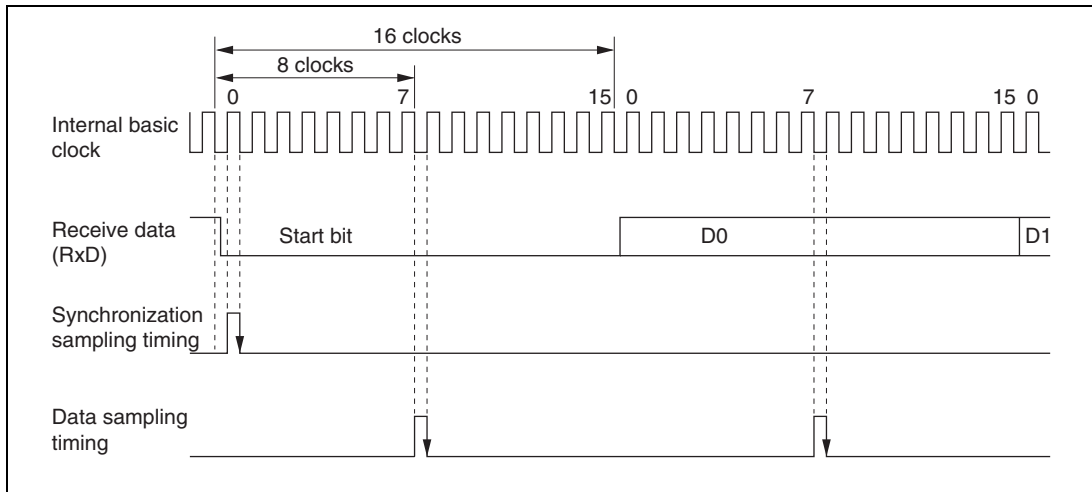 16 clocks
8 clocks
0 7 15 0 7 15 0
Internal basic
clock
Receive data
(RxD)
Start bit D0 D1
Synchronization
sampling timing
Data sampling
timing